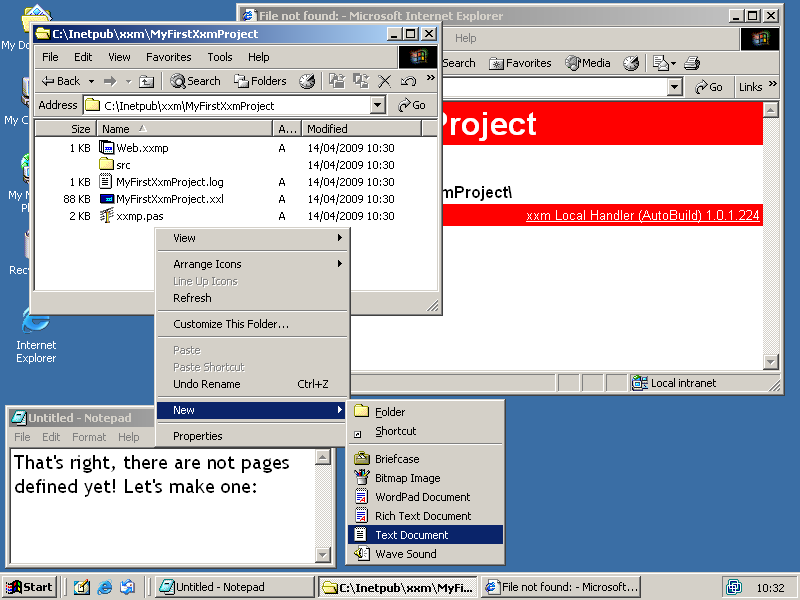 File not found: - Microsoft Internet Explorer
C:\Inetpub\xxm\MyFirstXxmProject
File Edit View Favorites Tools Help
Back Search Folders »
Address C:\Inetpub\xxm\MyFirstXxmProject Go
Size Name A... Modified
1 KB Web.xxmp A 14/04/2009 10:30
src 14/04/2009 10:30
1 KB MyFirstXxmProject.log A 14/04/2009 10:30
88 KB MyFirstXxmProject.xxl A 14/04/2009 10:30
2 KB xxmp.pas A 14/04/2009 10:30
Help
Search Favorites Media
Go Links »
Project
xmProject\
xxm Local Handler (AutoBuild) 1.0.1.224
Local intranet
My Do
My C
My N
Pl
Recy
Internet
Explorer
View
Arrange Icons
Line Up Icons
Refresh
Customize This Folder...
Paste
Paste Shortcut
Undo Rename Ctrl+Z
New
Properties
Folder
Shortcut
Briefcase
Bitmap Image
WordPad Document
Rich Text Document
Text Document
Wave Sound
Untitled - Notepad
File Edit Format Help
That's right, there are not pages
defined yet! Let's make one:
Start Untitled - Notepad C:\Inetpub\xxm\MyFi... File not found: - Microsoft... 10:32